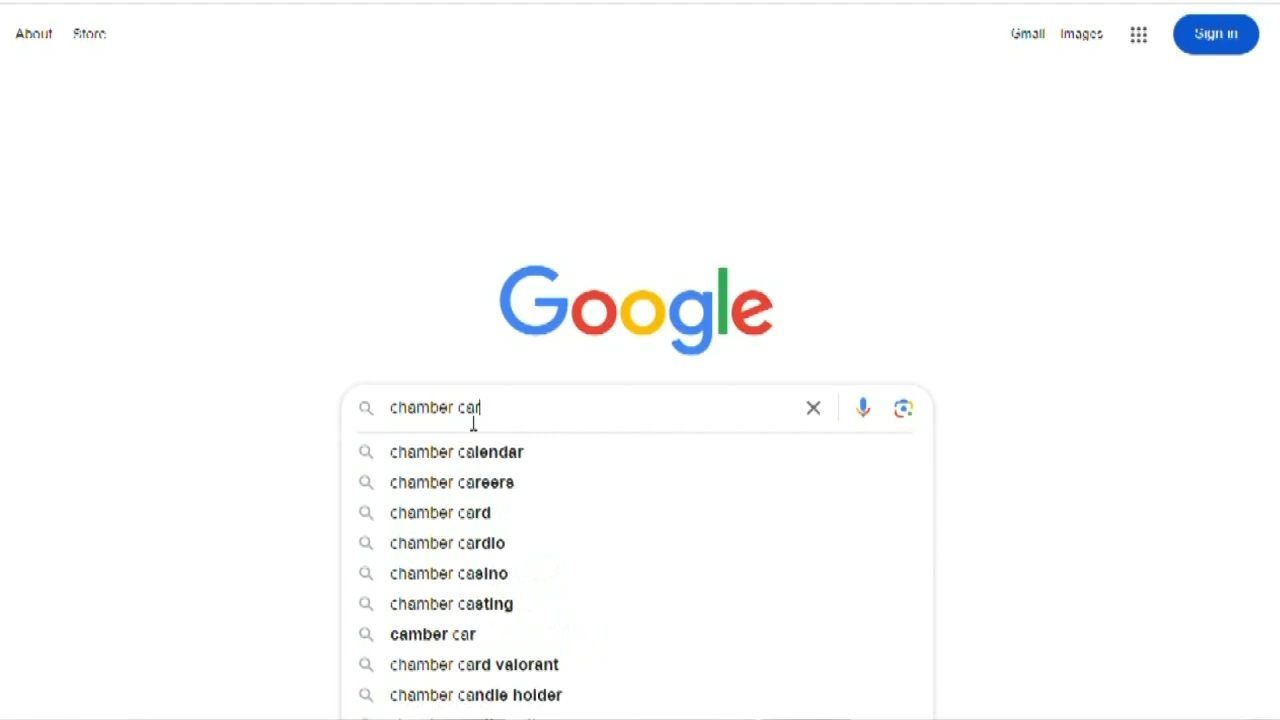 About Store Gmail Images Sign in
Google
chamber car
chamber calendar
chamber careers
chamber card
chamber cardio
chamber casino
chamber casting
camber car
chamber card valorant
chamber candle holder